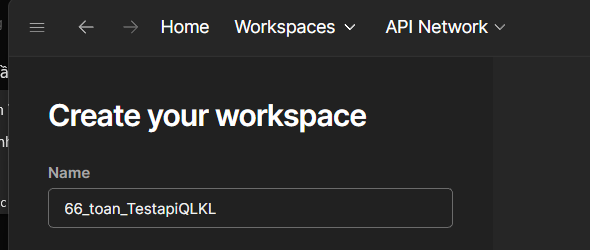 Home Workspaces API Network
Create your workspace
Name
66_toan_TestapiQLKL